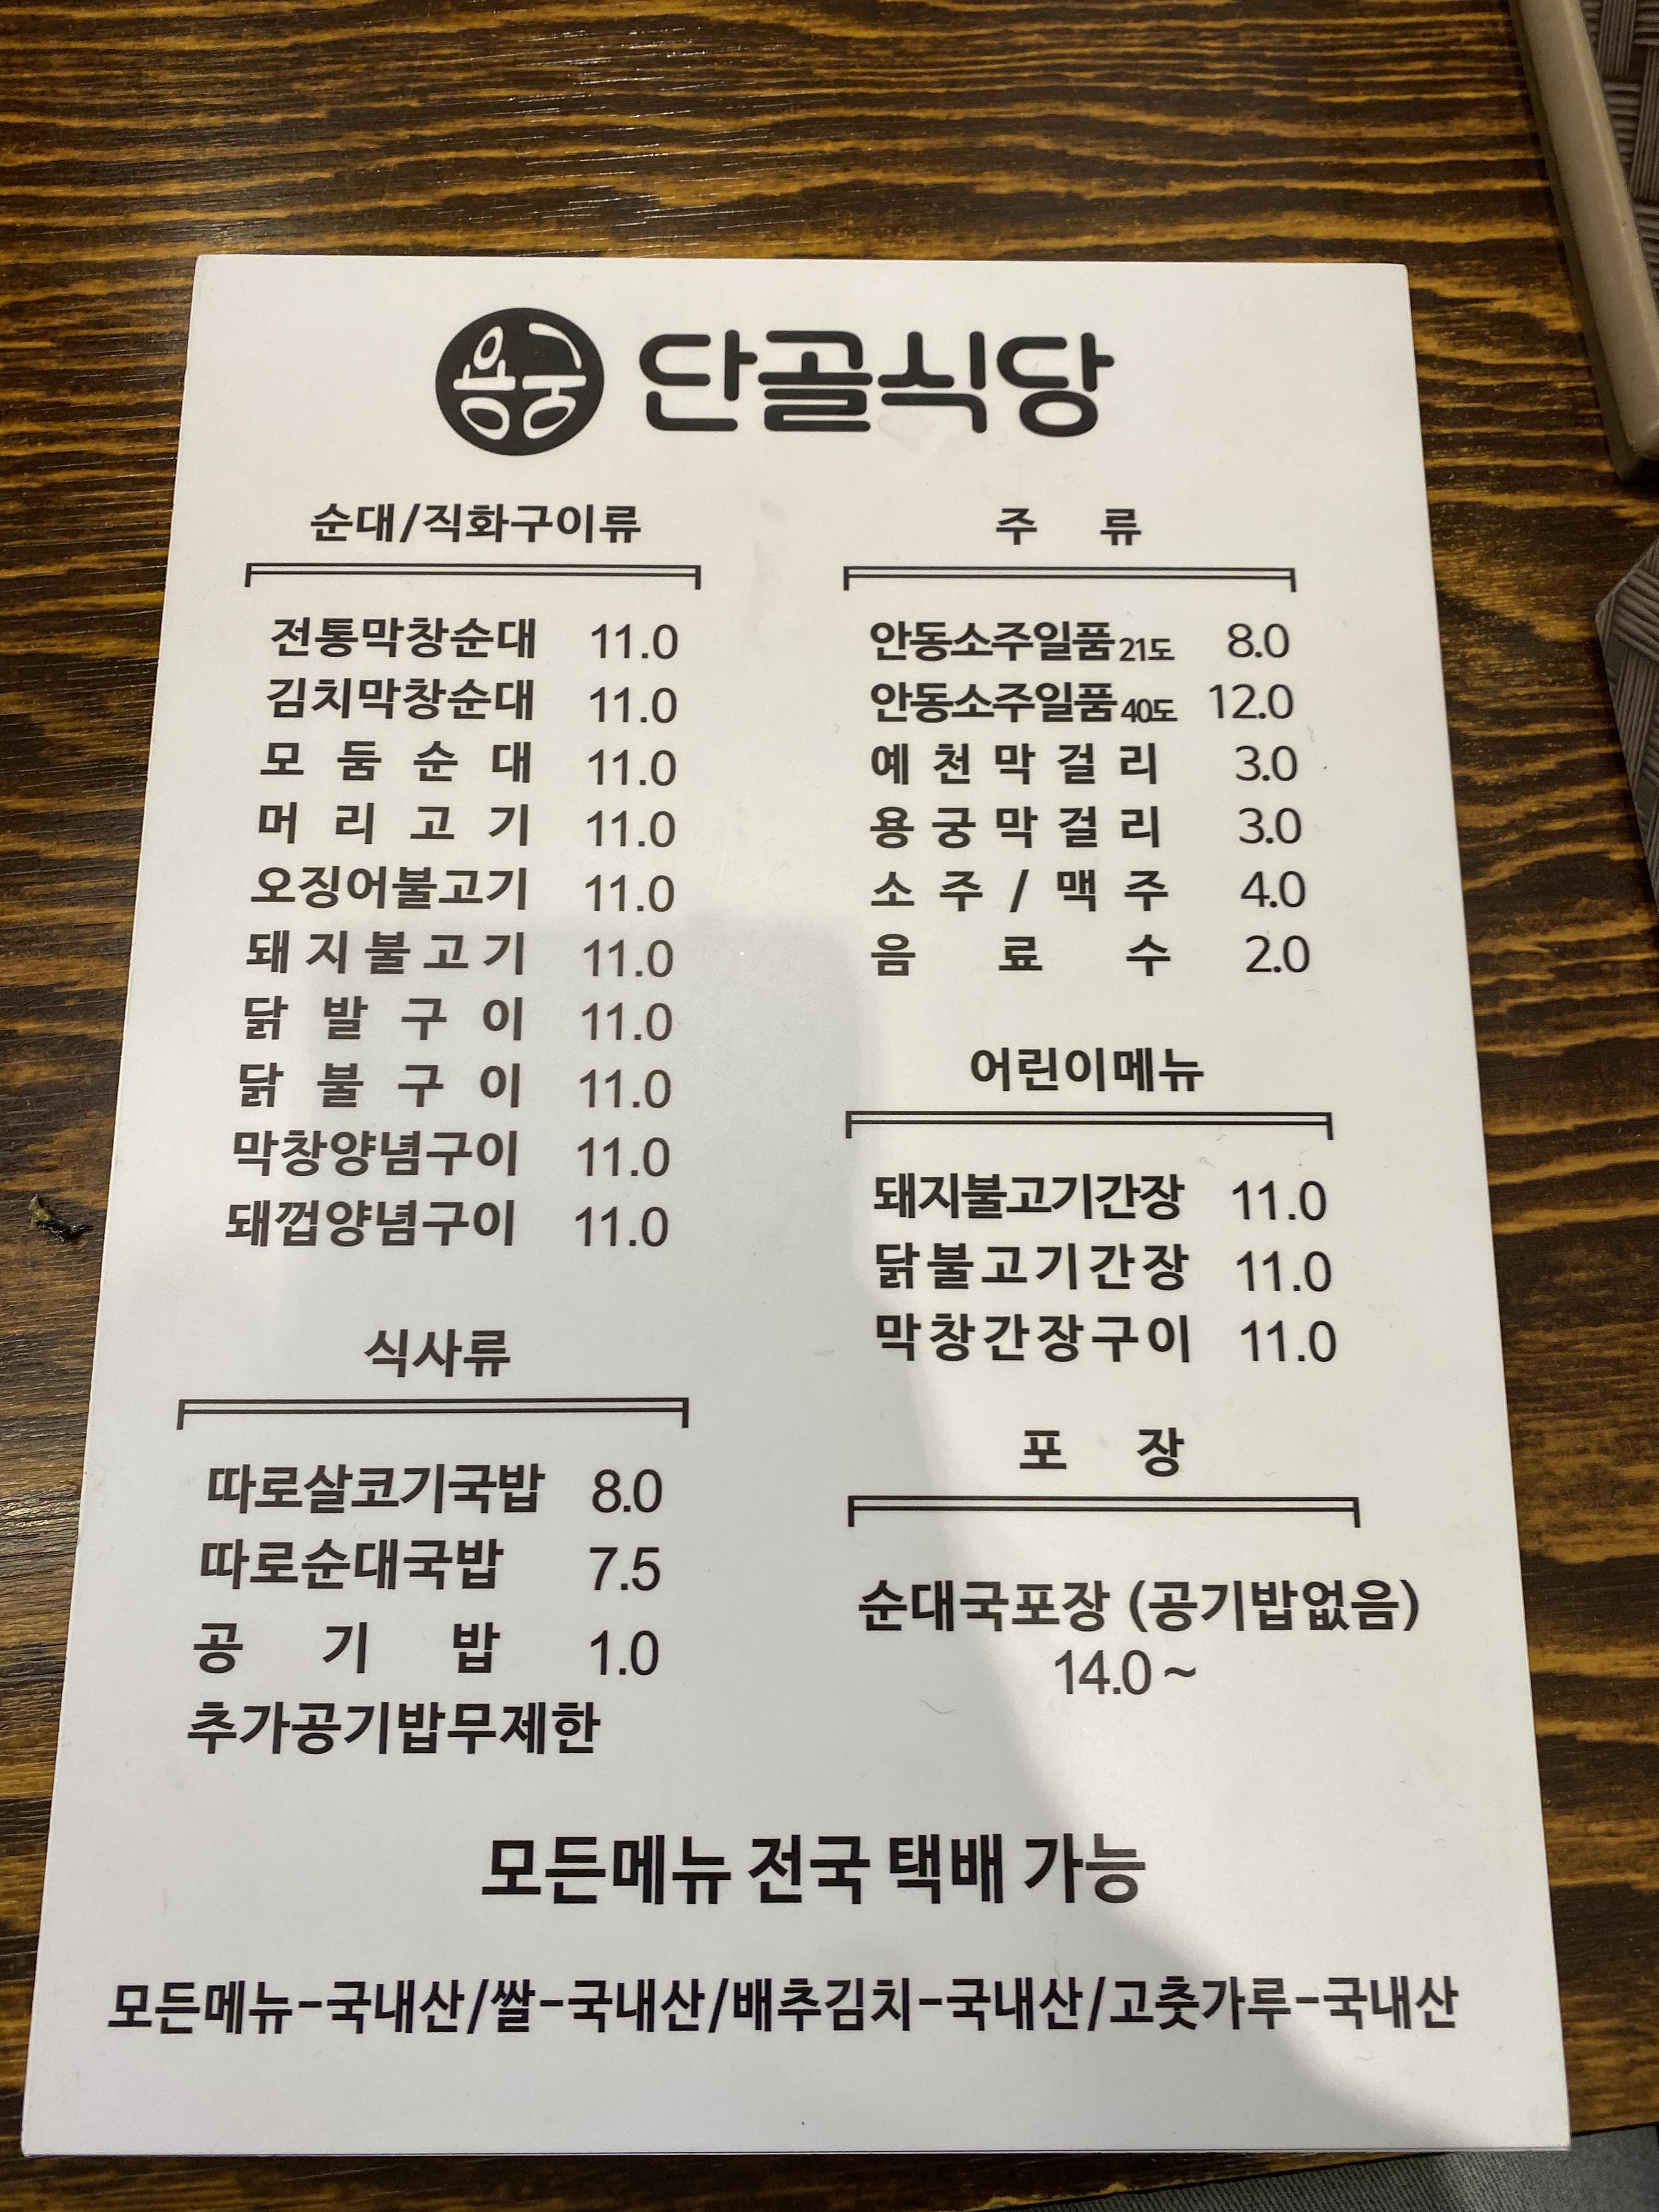 용궁 단골식당
순대/직화구이류
전통막창순대 11.0
김치막창순대 11.0
모둠순대 11.0
머리고기 11.0
오징어불고기 11.0
돼지불고기 11.0
닭발구이 11.0
닭불구이 11.0
막창양념구이 11.0
돼껍양념구이 11.0
식사류
따로살코기국밥 8.0
따로순대국밥 7.5
공기밥 1.0
추가공기밥무제한
주류
안동소주일품21도 8.0
안동소주일품40도 12.0
예천막걸리 3.0
용궁막걸리 3.0
소주/맥주 4.0
음료수 2.0
어린이메뉴
돼지불고기간장 11.0
닭불고기간장 11.0
막창간장구이 11.0
포장
순대국포장 (공기밥없음)
14.0~
모든메뉴 전국 택배 가능
모든메뉴-국내산/쌀-국내산/배추김치-국내산/고춧가루-국내산